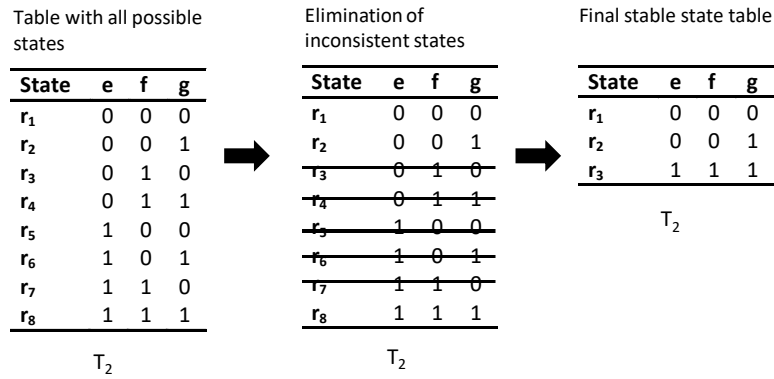 Table with all possible
states
State e f g
r1 0 0 0
r2 0 0 1
r3 0 1 0
r4 0 1 1
r5 1 0 0
r6 1 0 1
r7 1 1 0
r8 1 1 1
T2
Elimination of
inconsistent states
State e f g
r1 0 0 0
r2 0 0 1
r3 0 1 0
r4 0 1 1
r5 1 0 0
r6 1 0 1
r7 1 1 0
r8 1 1 1
T2
Final stable state table
State e f g
r1 0 0 0
r2 0 0 1
r3 1 1 1
T2